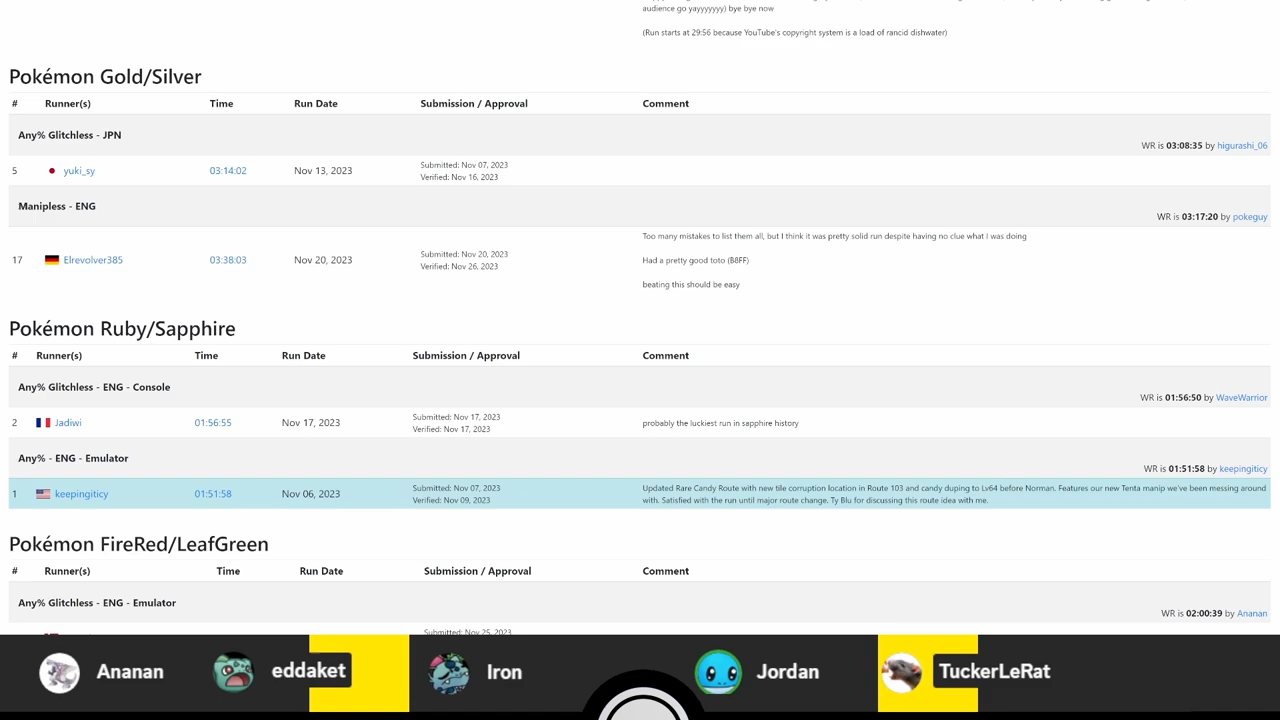 audience go yayyyyyy) bye bye now
(Run starts at 29:56 because YouTube's copyright system is a load of rancid dishwater)
Pokémon Gold/Silver
# Runner(s) Time Run Date Submission / Approval Comment
Any% Glitchless - JPN
WR is 03:08:35 by higurashi_06
5 yuki_sy 03:14:02 Nov 13, 2023 Submitted: Nov 07, 2023
Verified: Nov 16, 2023
Manipless - ENG
WR is 03:17:20 by pokeguy
Too many mistakes to list them all, but I think it was pretty solid run despite having no clue what I was doing
17 Elrevolver385 03:38:03 Nov 20, 2023 Submitted: Nov 20, 2023
Verified: Nov 26, 2023
Had a pretty good toto (B8FF)
beating this should be easy
Pokémon Ruby/Sapphire
# Runner(s) Time Run Date Submission / Approval Comment
Any% Glitchless - ENG - Console
WR is 01:56:50 by WaveWarrior
2 Jadiwi 01:56:55 Nov 17, 2023 Submitted: Nov 17, 2023
Verified: Nov 17, 2023
probably the luckiest run in sapphire history
Any% - ENG - Emulator
WR is 01:51:58 by keepingiticy
1 keepingiticy 01:51:58 Nov 06, 2023 Submitted: Nov 07, 2023
Verified: Nov 09, 2023
Updated Rare Candy Route with new tile corruption location in Route 103 and candy duping to Lv64 before Norman. Features our new Tenta manip we've been messing around
with. Satisfied with the run until major route change. Ty Blu for discussing this route idea with me.
Pokémon FireRed/LeafGreen
# Runner(s) Time Run Date Submission / Approval Comment
Any% Glitchless - ENG - Emulator
WR is 02:00:39 by Ananan
Submitted: Nov 25, 2023
Ananan eddaket Iron Jordan TuckerLeRat